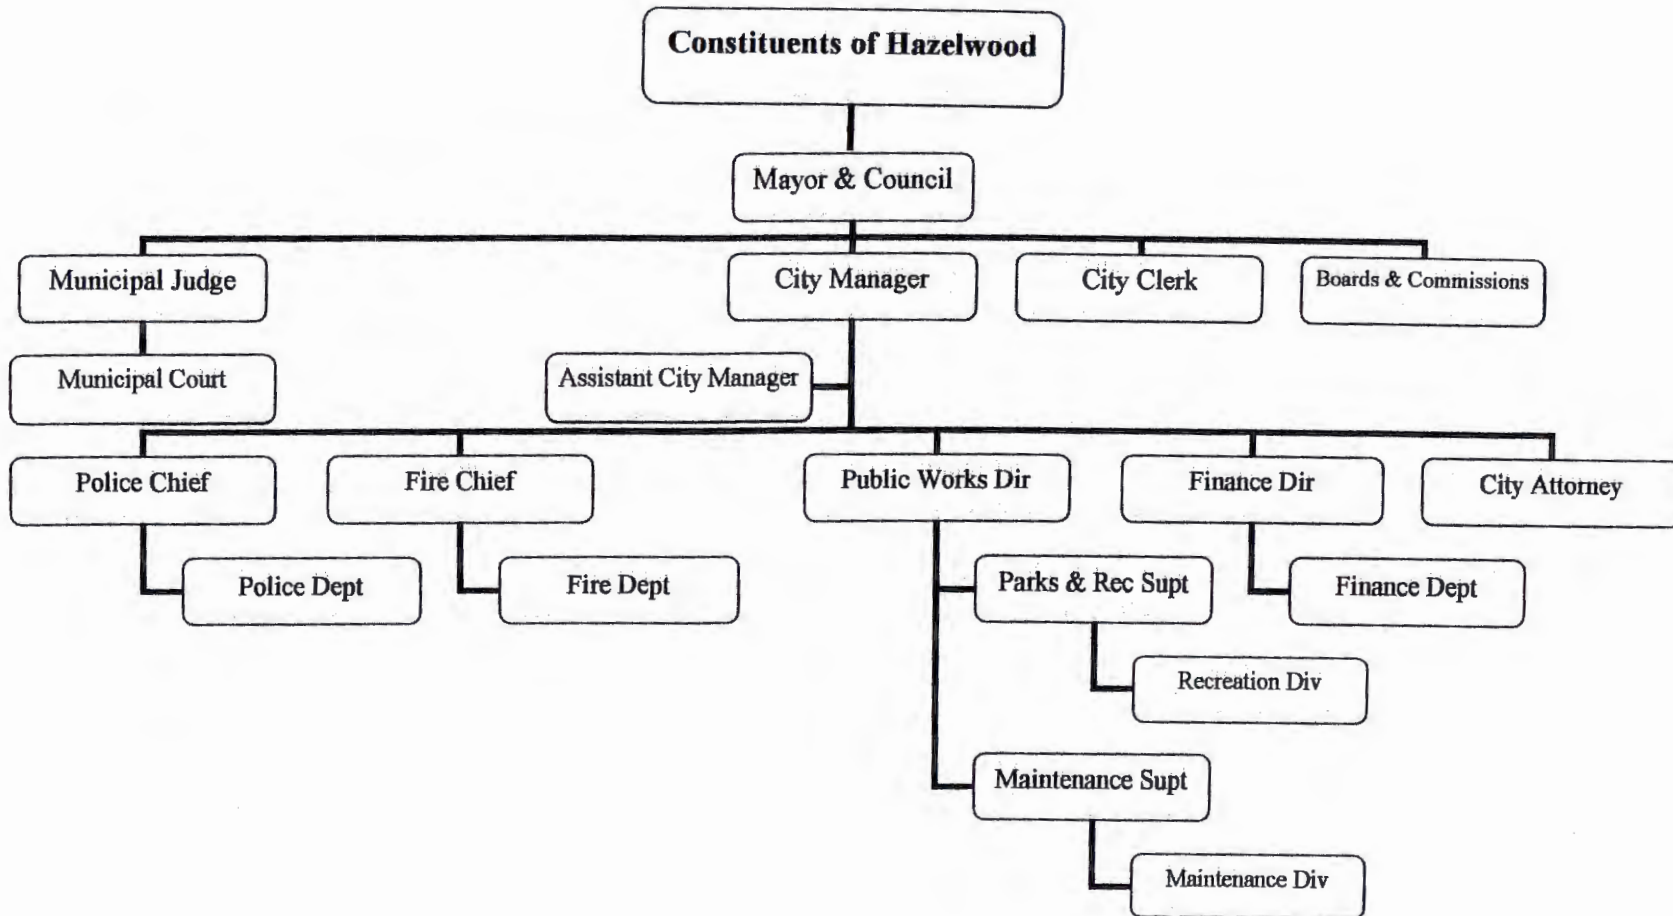 Constituents of Hazelwood
Mayor & Council
Municipal Judge
City Manager
City Clerk
Boards & Commissions
Municipal Court
Assistant City Manager
Police Chief
Fire Chief
Public Works Dir
Finance Dir
City Attorney
Police Dept
Fire Dept
Parks & Rec Supt
Finance Dept
Recreation Div
Maintenance Supt
Maintenance Div